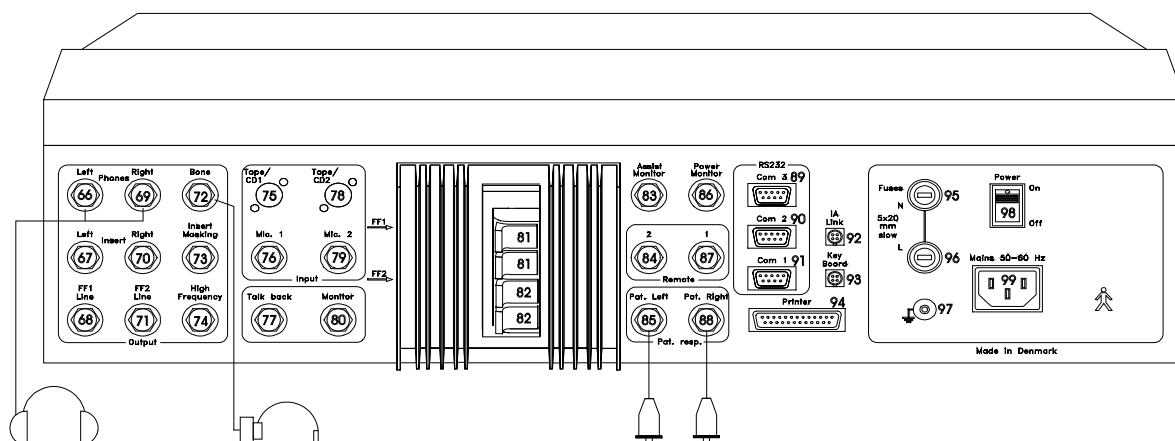 Left Phones Right Bone
66 69 72
Left Insert Right Insert Masking
67 70 73
FF1 Line FF2 Line High Frequency
68 71 74
Output
Tape/CD1 Tape/CD2
75 78
Mic. 1 Mic. 2
76 79
Input
Talk back Monitor
77 80
FF1
FF2
81
81
82
82
Assist Monitor Power Monitor
83 86
2 1
84 87
Remote
Pat. Left Pat. Right
85 88
Pat. resp.
RS232
Com 3 89
Com 2 90
Com 1 91
IA Link
92
Key Board
93
Printer 94
Fuses
N
95
5x20 mm slow
L
96
97
Power
On
98
Off
Mains 50-60 Hz
99
Made in Denmark